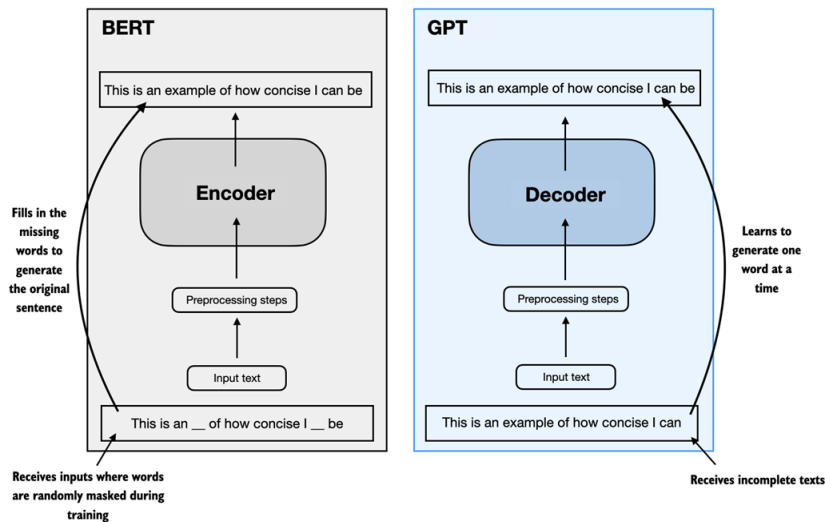 BERT
This is an example of how concise I can be
Encoder
Fills in the
missing
words to
generate
the original
sentence
Preprocessing steps
Input text
This is an __ of how concise I __ be
Receives inputs where words
are randomly masked during
training
GPT
This is an example of how concise I can be
Decoder
Learns to
generate one
word at a
time
Preprocessing steps
Input text
This is an example of how concise I can
Receives incomplete texts